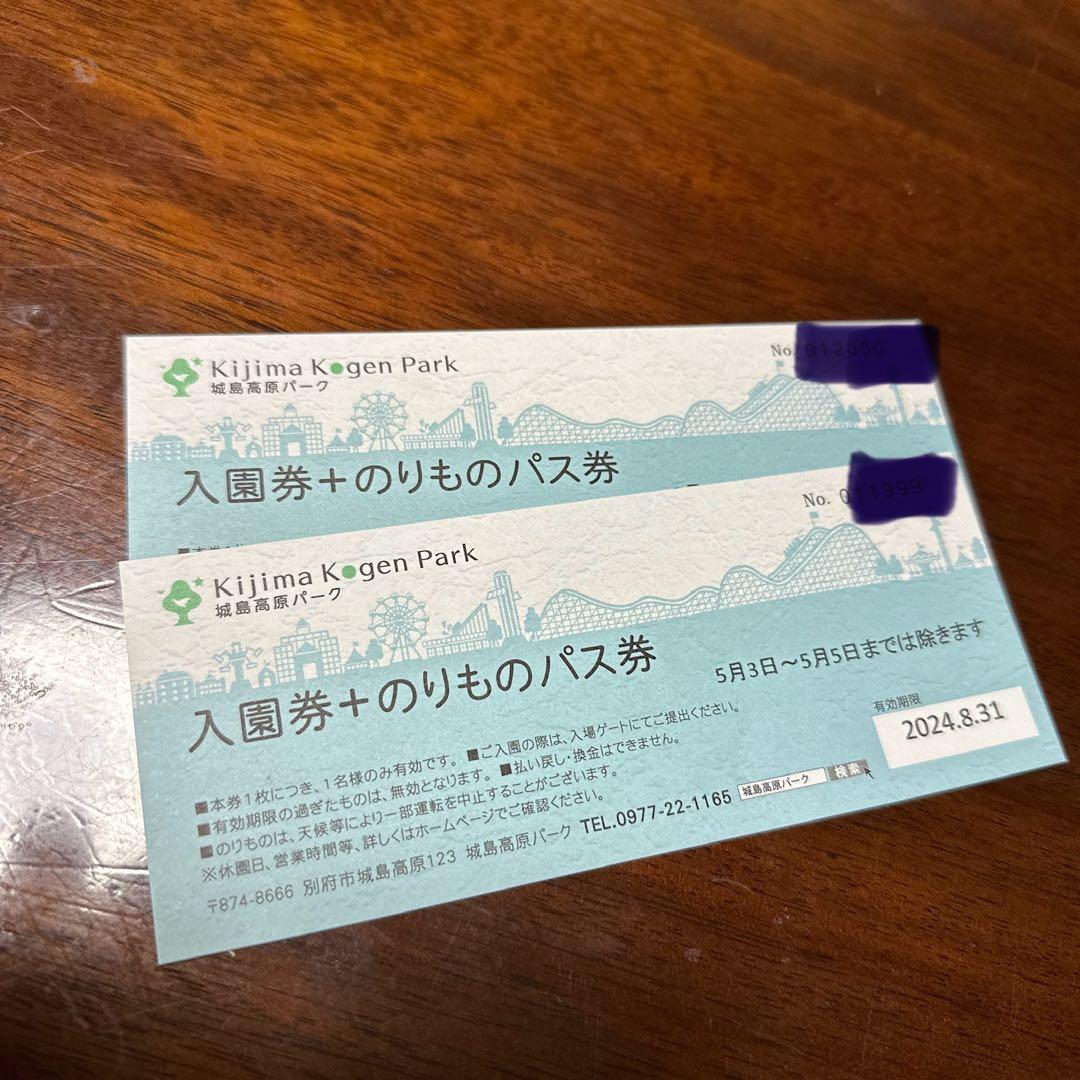 Kijima Kogen Park
城島高原パーク
No. 012000
入園券+のりものパス券
Kijima Kogen Park
城島高原パーク
No. 011999
入園券+のりものパス券
5月3日～5月5日までは除きます
有効期限
2024.8.31
■本券1枚につき、1名様のみ有効です。 ■ご入園の際は、入場ゲートにてご提出ください。
■有効期限の過ぎたものは、無効となります。 ■払い戻し・換金はできません。
■のりものは、天候等により一部運転を中止することがございます。
※休園日、営業時間等、詳しくはホームページでご確認ください。
〒874-8666 別府市城島高原123 城島高原パーク TEL.0977-22-1165 城島高原パーク 検索